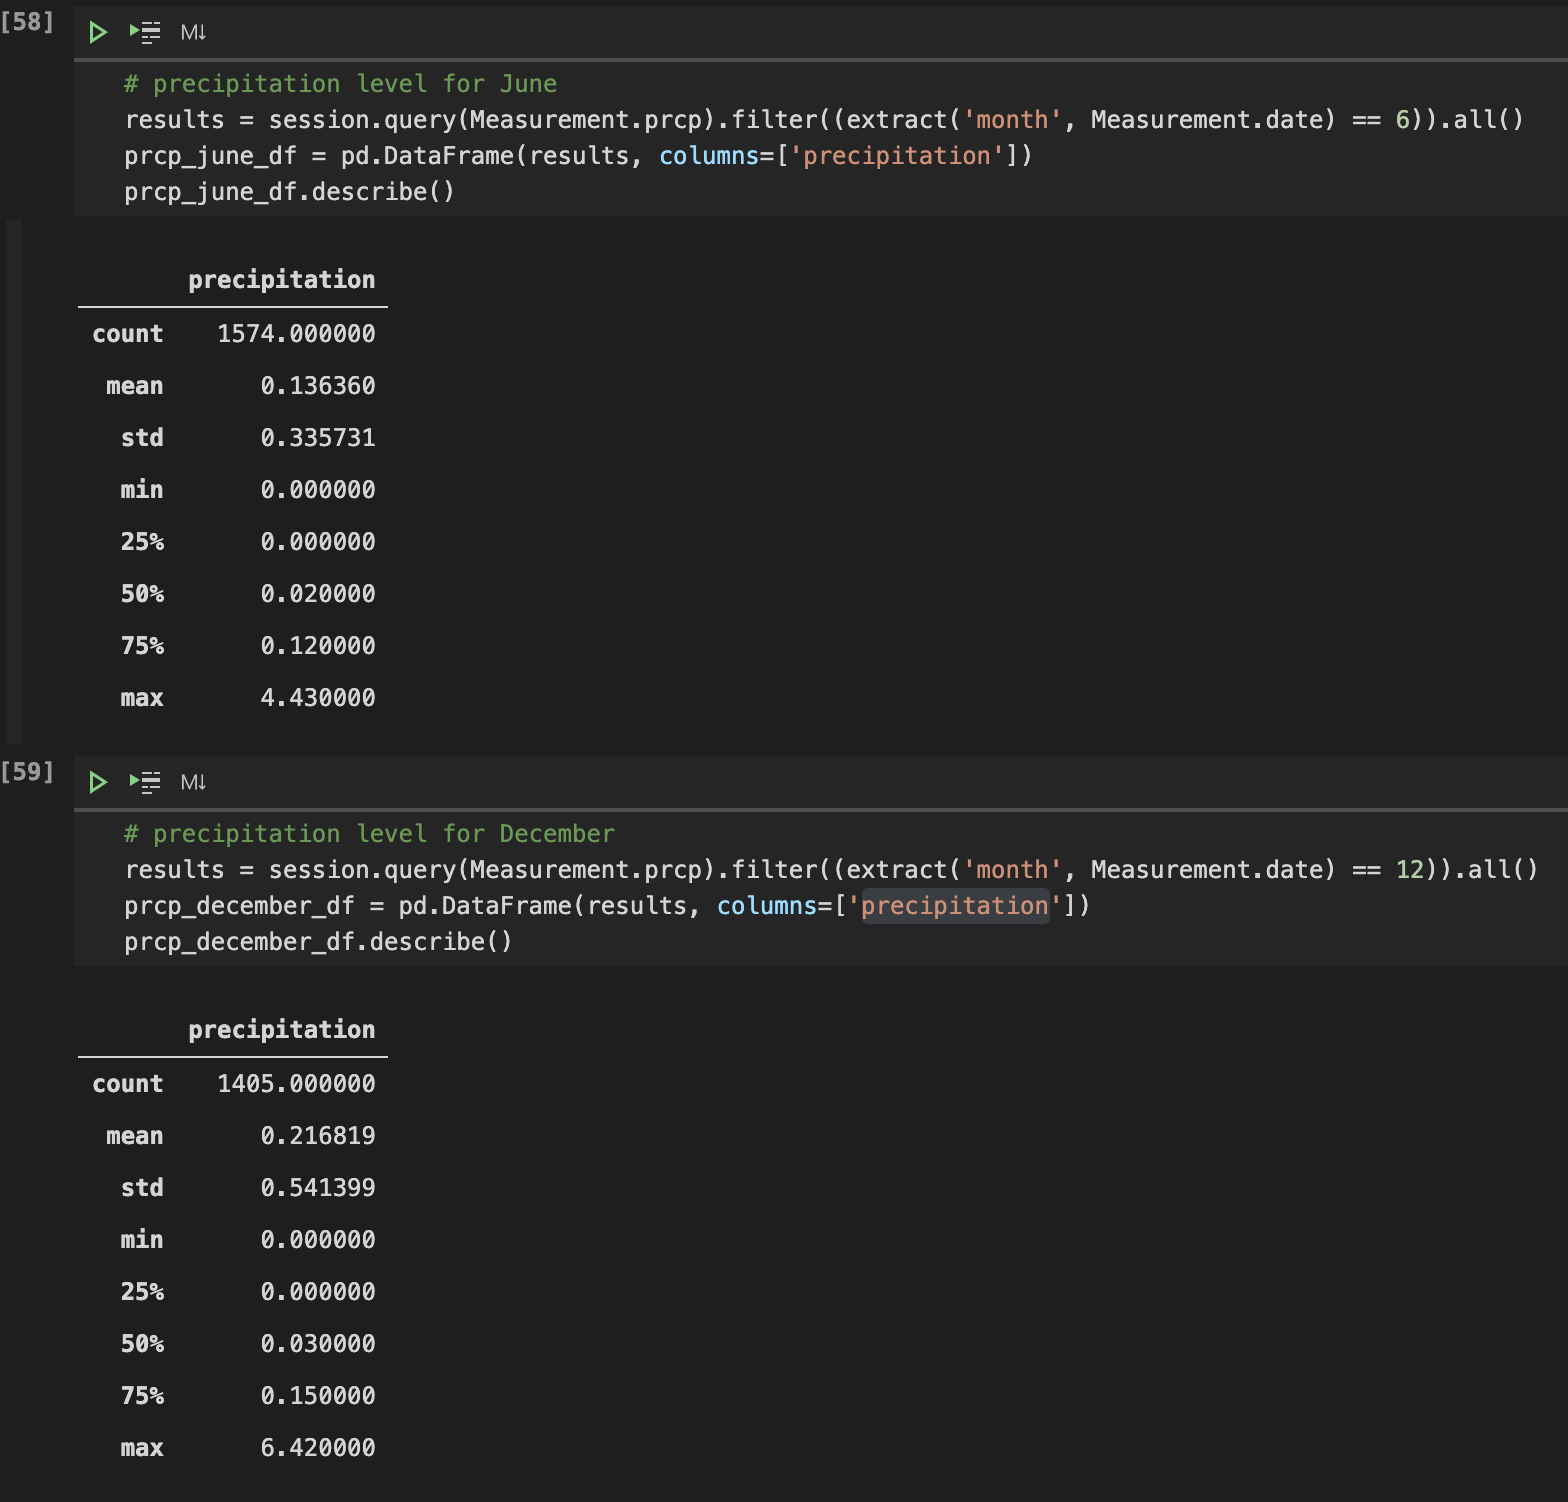 [58]
M↓
# precipitation level for June
results = session.query(Measurement.prcp).filter((extract('month', Measurement.date) == 6)).all()
prcp_june_df = pd.DataFrame(results, columns=['precipitation'])
prcp_june_df.describe()
precipitation
count 1574.000000
mean 0.136360
std 0.335731
min 0.000000
25% 0.000000
50% 0.020000
75% 0.120000
max 4.430000
[59]
M↓
# precipitation level for December
results = session.query(Measurement.prcp).filter((extract('month', Measurement.date) == 12)).all()
prcp_december_df = pd.DataFrame(results, columns=['precipitation'])
prcp_december_df.describe()
precipitation
count 1405.000000
mean 0.216819
std 0.541399
min 0.000000
25% 0.000000
50% 0.030000
75% 0.150000
max 6.420000